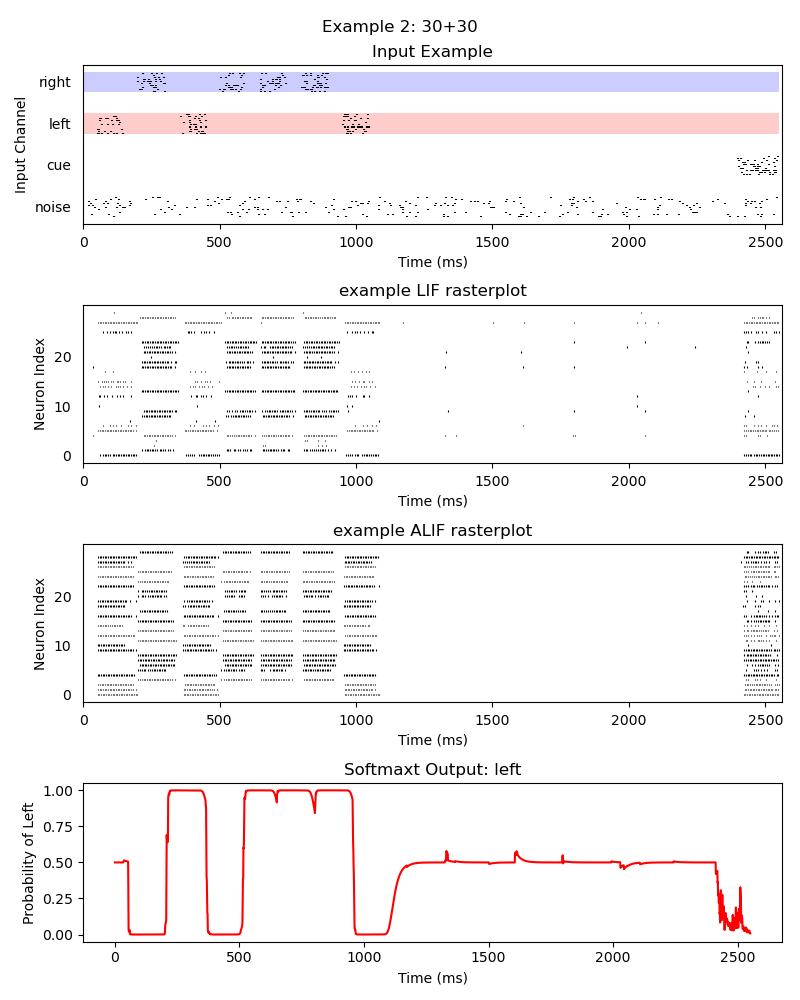 Example 2: 30+30
Input Example
Input Channel
right
left
cue
noise
0 500 1000 1500 2000 2500
Time (ms)
example LIF rasterplot
Neuron Index
20
10
0
0 500 1000 1500 2000 2500
Time (ms)
example ALIF rasterplot
Neuron Index
20
10
0
0 500 1000 1500 2000 2500
Time (ms)
Softmaxt Output: left
Probability of Left
1.00
0.75
0.50
0.25
0.00
0 500 1000 1500 2000 2500
Time (ms)